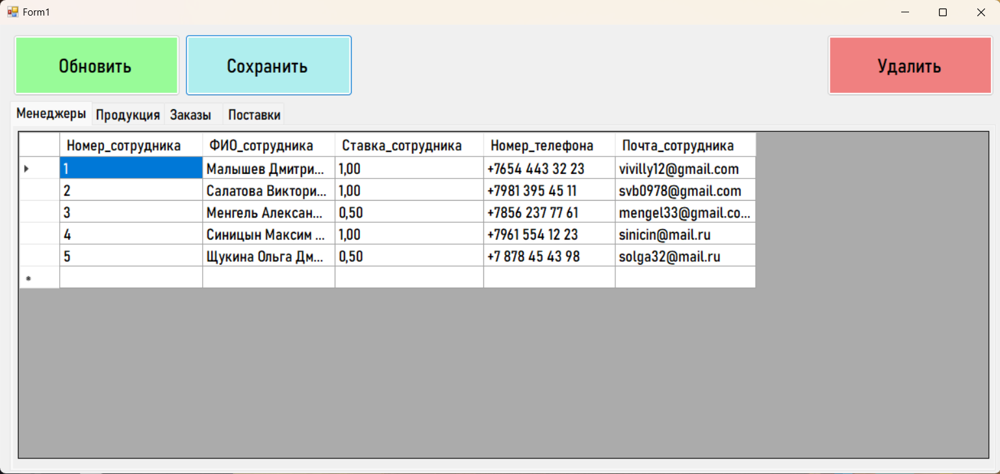 Form1
Обновить Сохранить Удалить
Менеджеры Продукция Заказы Поставки
Номер_сотрудника ФИО_сотрудника Ставка_сотрудника Номер_телефона Почта_сотрудника
1 Малышев Дмитри... 1,00 +7654 443 32 23 vivilly12@gmail.com
2 Салатова Виктори... 1,00 +7981 395 45 11 svb0978@gmail.com
3 Менгель Алексан... 0,50 +7856 237 77 61 mengel33@gmail.co...
4 Синицын Максим ... 1,00 +7961 554 12 23 sinicin@mail.ru
5 Щукина Ольга Дм... 0,50 +7 878 45 43 98 solga32@mail.ru